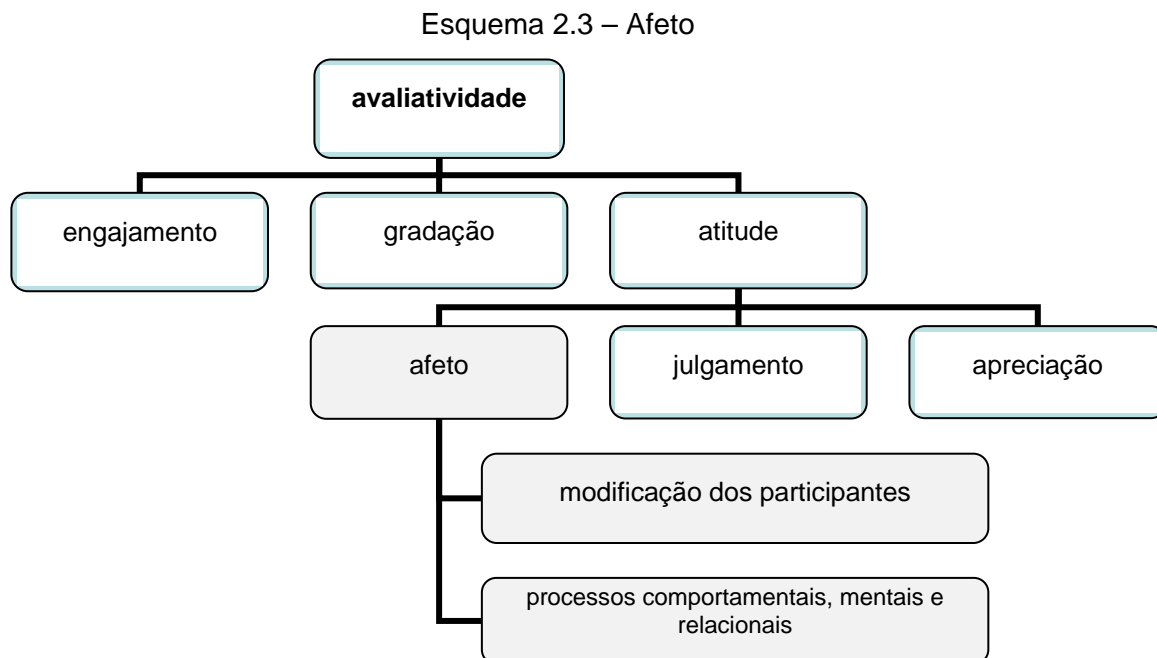 Esquema 2.3 – Afeto
avaliatividade
engajamento
gradação
atitude
afeto
julgamento
apreciação
modificação dos participantes
processos comportamentais, mentais e
relacionais